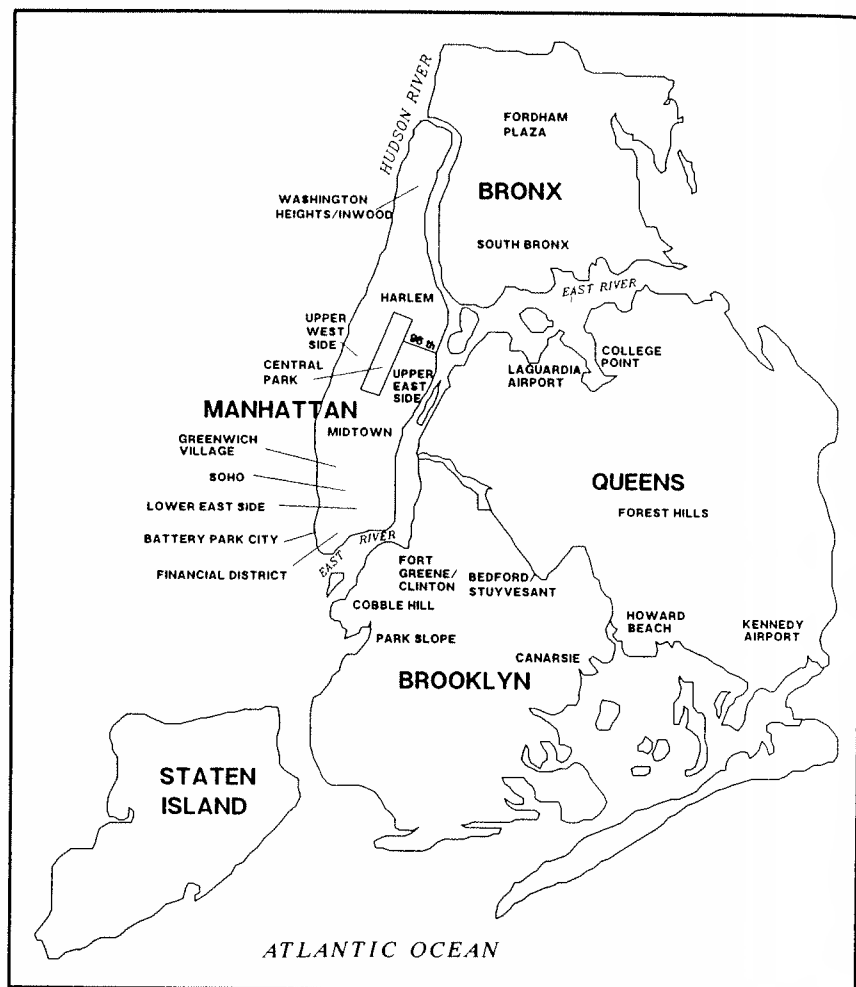 HUDSON RIVER
FORDHAM
PLAZA
BRONX
WASHINGTON
HEIGHTS/INWOOD
SOUTH BRONX
EAST RIVER
HARLEM
UPPER
WEST
SIDE
96 th
CENTRAL
PARK
UPPER
EAST
SIDE
LAGUARDIA
AIRPORT
COLLEGE
POINT
MANHATTAN
MIDTOWN
GREENWICH
VILLAGE
SOHO
LOWER EAST SIDE
BATTERY PARK CITY
FINANCIAL DISTRICT
EAST
RIVER
QUEENS
FOREST HILLS
FORT
GREENE/
CLINTON
BEDFORD/
STUYVESANT
COBBLE HILL
PARK SLOPE
HOWARD
BEACH
KENNEDY
AIRPORT
CANARSIE
BROOKLYN
STATEN
ISLAND
ATLANTIC OCEAN